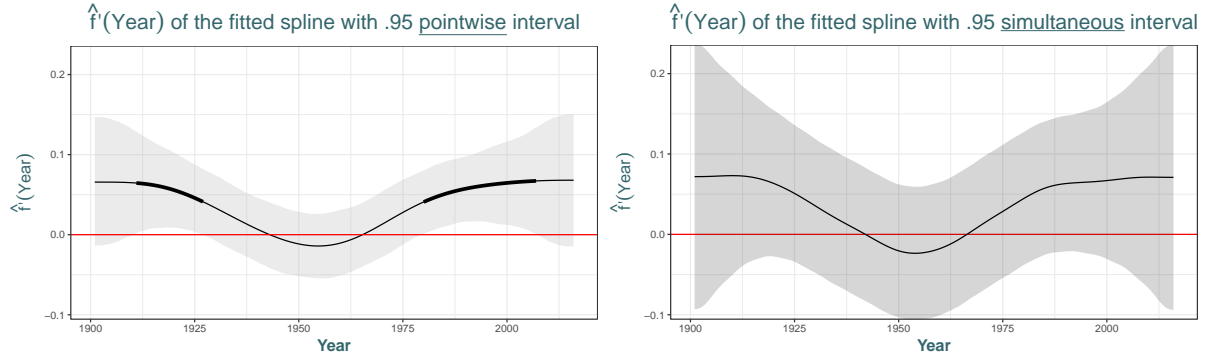 f̂'(Year) of the fitted spline with .95 pointwise interval
f̂'(Year)
0.2
0.1
0.0
−0.1
1900 1925 1950 1975 2000
Year
f̂'(Year) of the fitted spline with .95 simultaneous interval
f̂'(Year)
0.2
0.1
0.0
−0.1
1900 1925 1950 1975 2000
Year